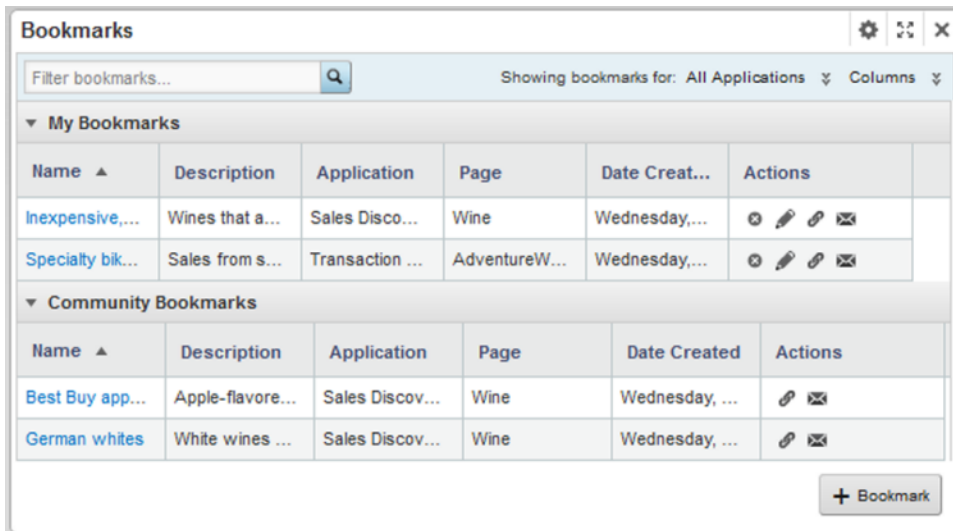 Bookmarks
Filter bookmarks... Showing bookmarks for: All Applications Columns
My Bookmarks
Name Description Application Page Date Creat... Actions
Inexpensive,... Wines that a... Sales Disco... Wine Wednesday,...
Specialty bik... Sales from s... Transaction ... AdventureW... Wednesday,...
Community Bookmarks
Name Description Application Page Date Created Actions
Best Buy app... Apple-flavore... Sales Discov... Wine Wednesday, ...
German whites White wines ... Sales Discov... Wine Wednesday, ...
+ Bookmark